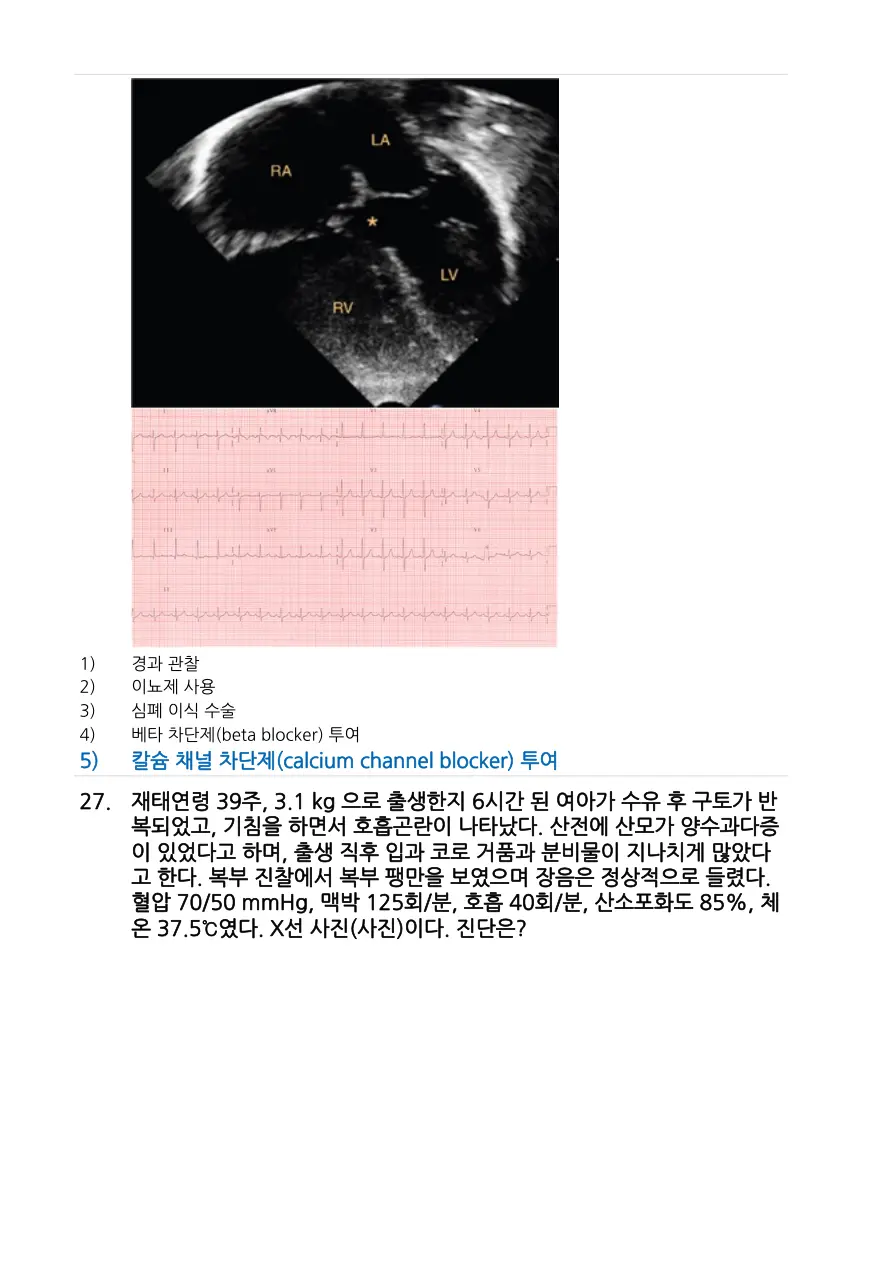 LA
RA
*
LV
RV
I
aVR
V1
V4
II
V5
III
aVF
V6
II
1) 경과 관찰
2) 이뇨제 사용
3) 심폐 이식 수술
4) 베타 차단제(beta blocker) 투여
5) 칼슘 채널 차단제(calcium channel blocker) 투여
27. 재태연령 39주, 3.1 kg 으로 출생한지 6시간 된 여아가 수유 후 구토가 반
복되었고, 기침을 하면서 호흡곤란이 나타났다. 산전에 산모가 양수과다증
이 있었다고 하며, 출생 직후 입과 코로 거품과 분비물이 지나치게 많았다
고 한다. 복부 진찰에서 복부 팽만을 보였으며 장음은 정상적으로 들렸다.
혈압 70/50 mmHg, 맥박 125회/분, 호흡 40회/분, 산소포화도 85%, 체
온 37.5℃였다. X선 사진(사진)이다. 진단은?